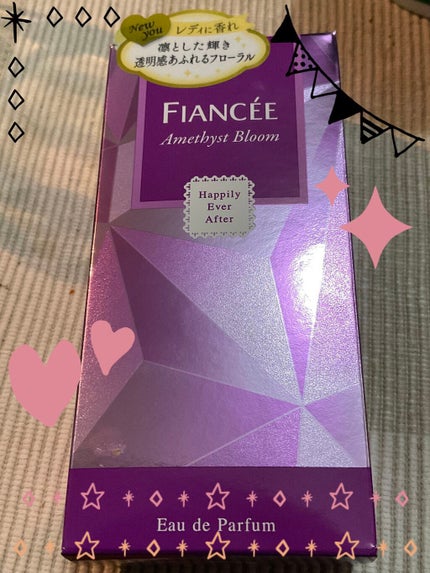 New you
レディに香れ
凛とした輝き
透明感あふれるフローラル
FIANCÉE
Amethyst Bloom
Happily
Ever
After
Eau de Parfum